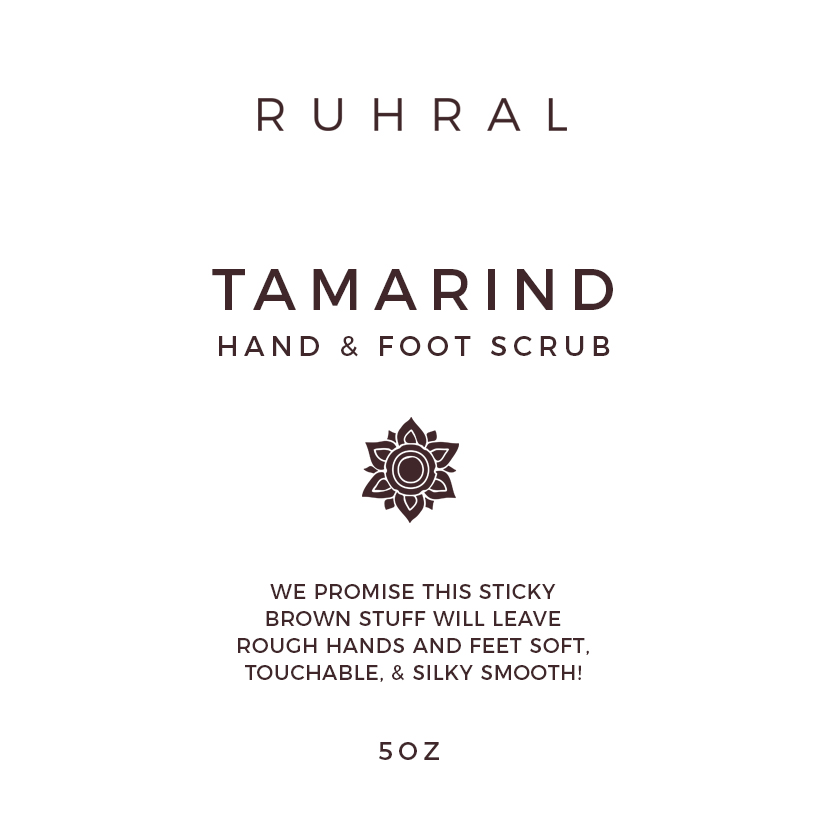 RUHRAL
TAMARIND
HAND & FOOT SCRUB
WE PROMISE THIS STICKY
BROWN STUFF WILL LEAVE
ROUGH HANDS AND FEET SOFT,
TOUCHABLE, & SILKY SMOOTH!
5OZ